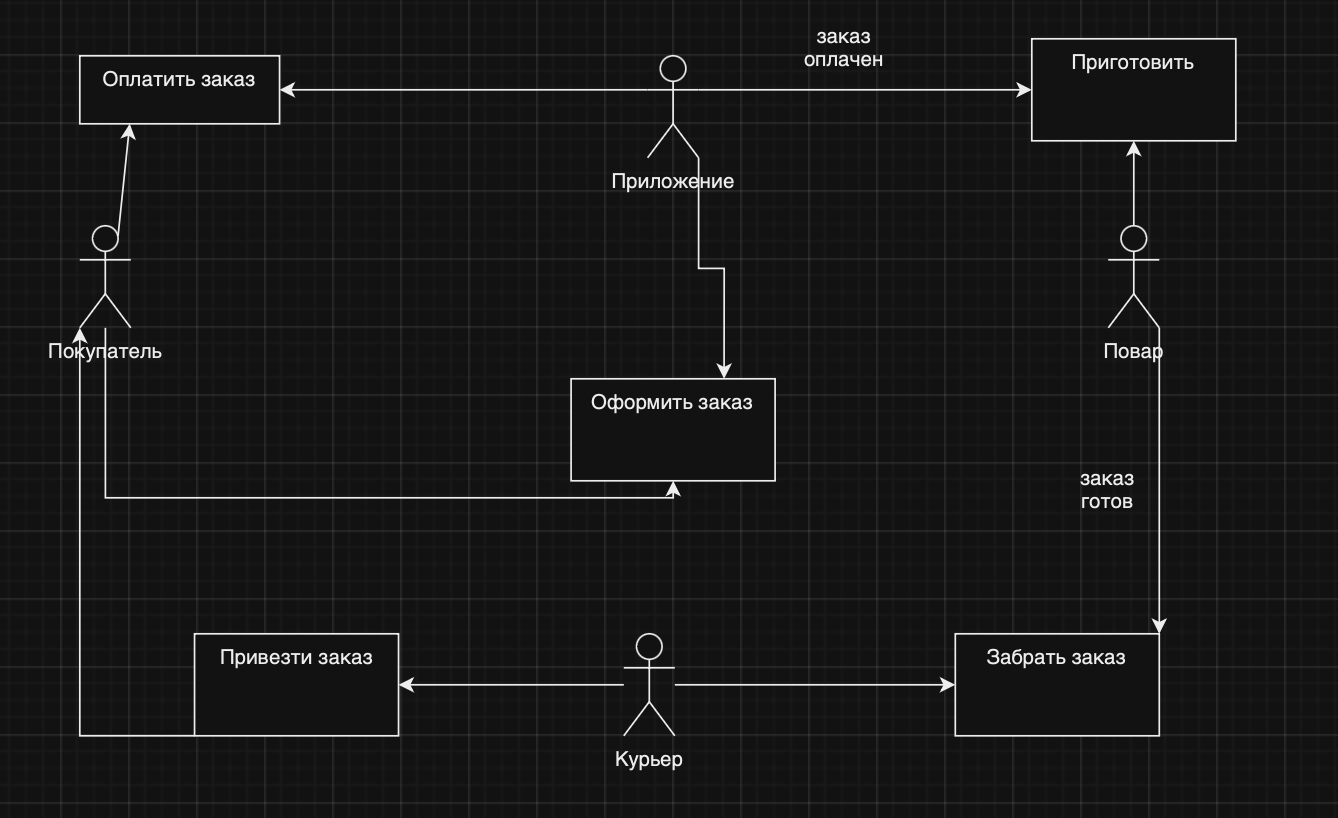 заказ
оплачен
Приготовить
Оплатить заказ
Приложение
Покупатель
Повар
Оформить заказ
заказ
готов
Привезти заказ
Забрать заказ
Курьер